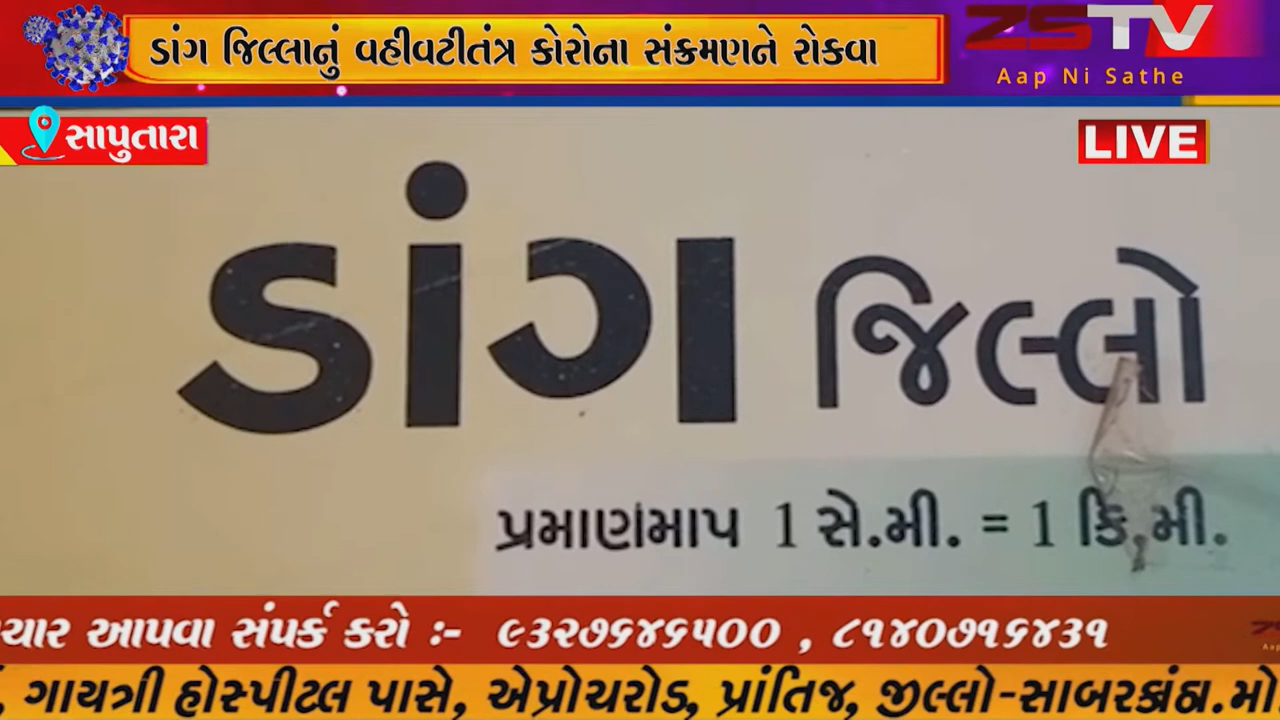 ડાંગ જિલ્લાનું વહીવટીતંત્ર કોરોના સંક્રમણને રોકવા
ZSTV
Aap Ni Sathe
સાપુતારા
LIVE
ડાંગ જિલ્લો
પ્રમાણમાપ 1 સે.મી. = 1 કિ.મી.
ચાર આપવા સંપર્ક કરો :- ૯૩૨૭૬૪૬૫૦૦ , ૮૧૪૦૭૧૬૪૩૧
ગાયત્રી હોસ્પીટલ પાસે, એપ્રોચરોડ, પ્રાંતિજ, જીલ્લો-સાબરકાંઠા.મો